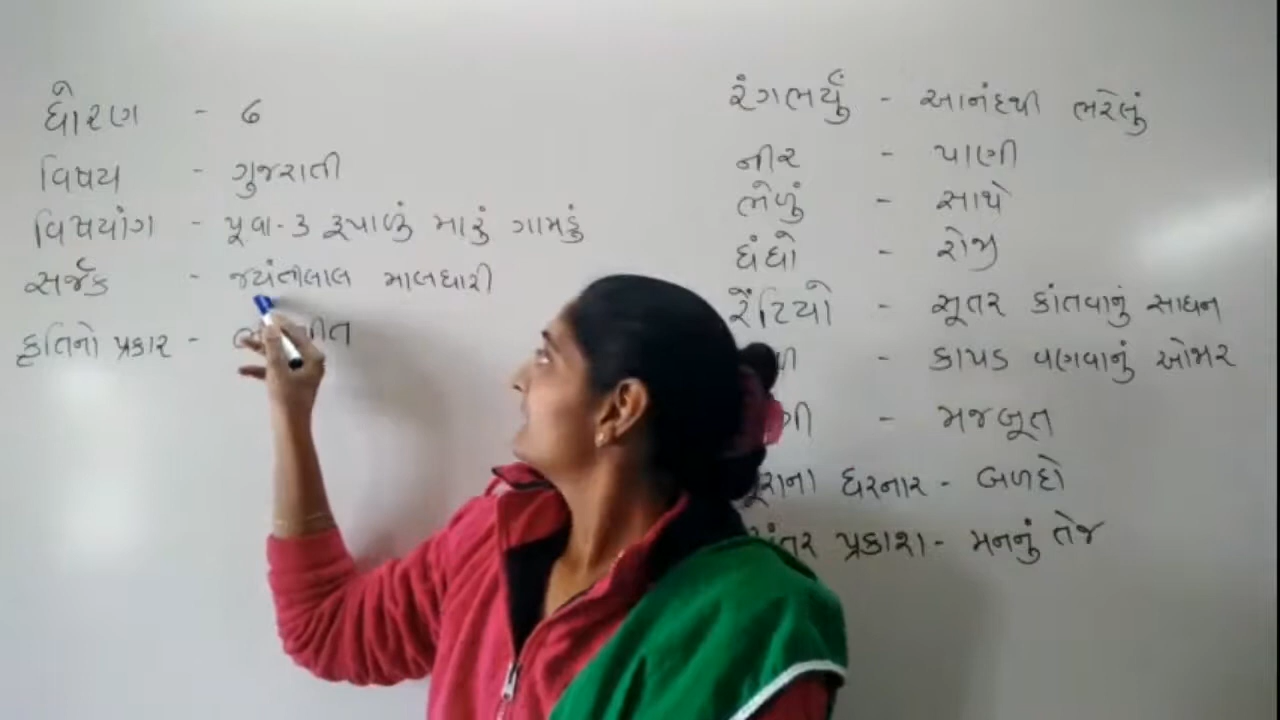 ધોરણ - ૬
વિષય - ગુજરાતી
વિષયાંગ - પૂવા-૩ રૂપાળું મારું ગામડું
સર્જક - જયંતીલાલ માલધારી
કૃતિનો પ્રકાર -
રંગભર્યું - આનંદથી ભરેલું
નીર - પાણી
ભેળું - સાથે
ધંધો - રોજી
રેંટિયો - સૂતર કાંતવાનું સાધન
- કાપડ વણવાનું ઓજાર
- મજબૂત
ધરનાર - બળદો
પ્રકાશ - મનનું તેજ